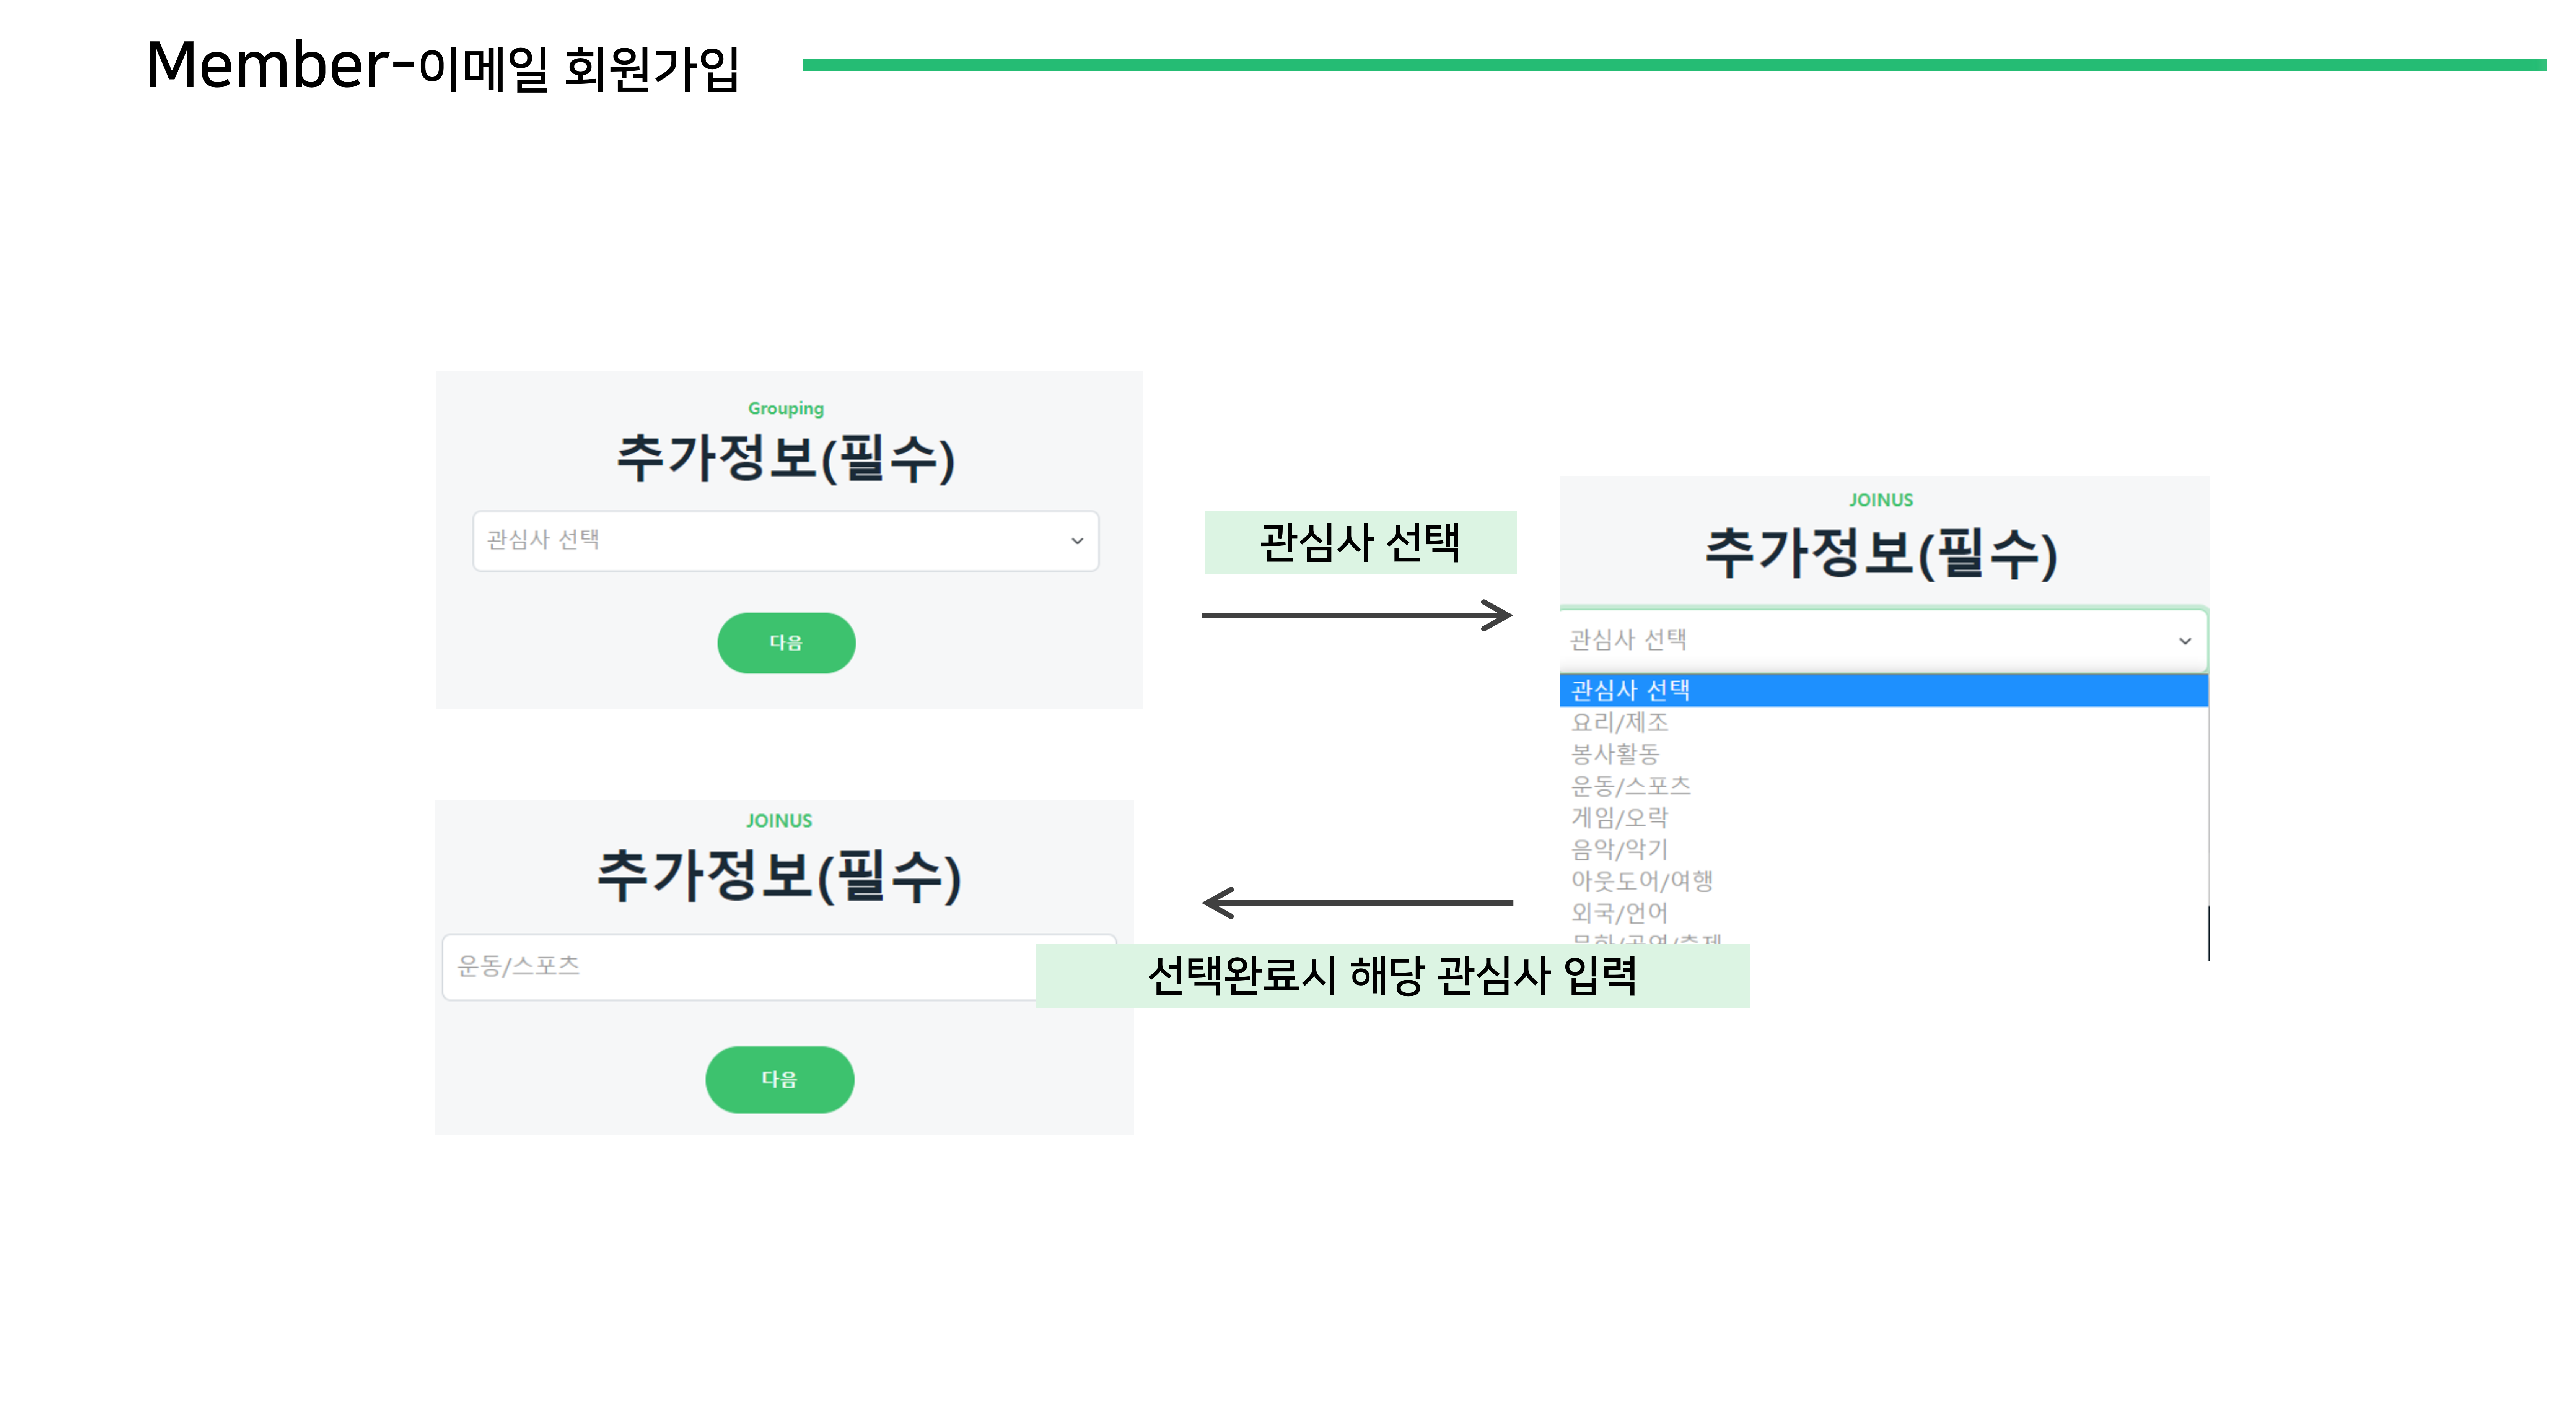 Member-이메일 회원가입
Grouping
추가정보(필수)
관심사 선택
다음
관심사 선택
JOINUS
추가정보(필수)
관심사 선택
관심사 선택
요리/제조
봉사활동
운동/스포츠
게임/오락
음악/악기
아웃도어/여행
외국/언어
JOINUS
추가정보(필수)
운동/스포츠
선택완료시 해당 관심사 입력
다음